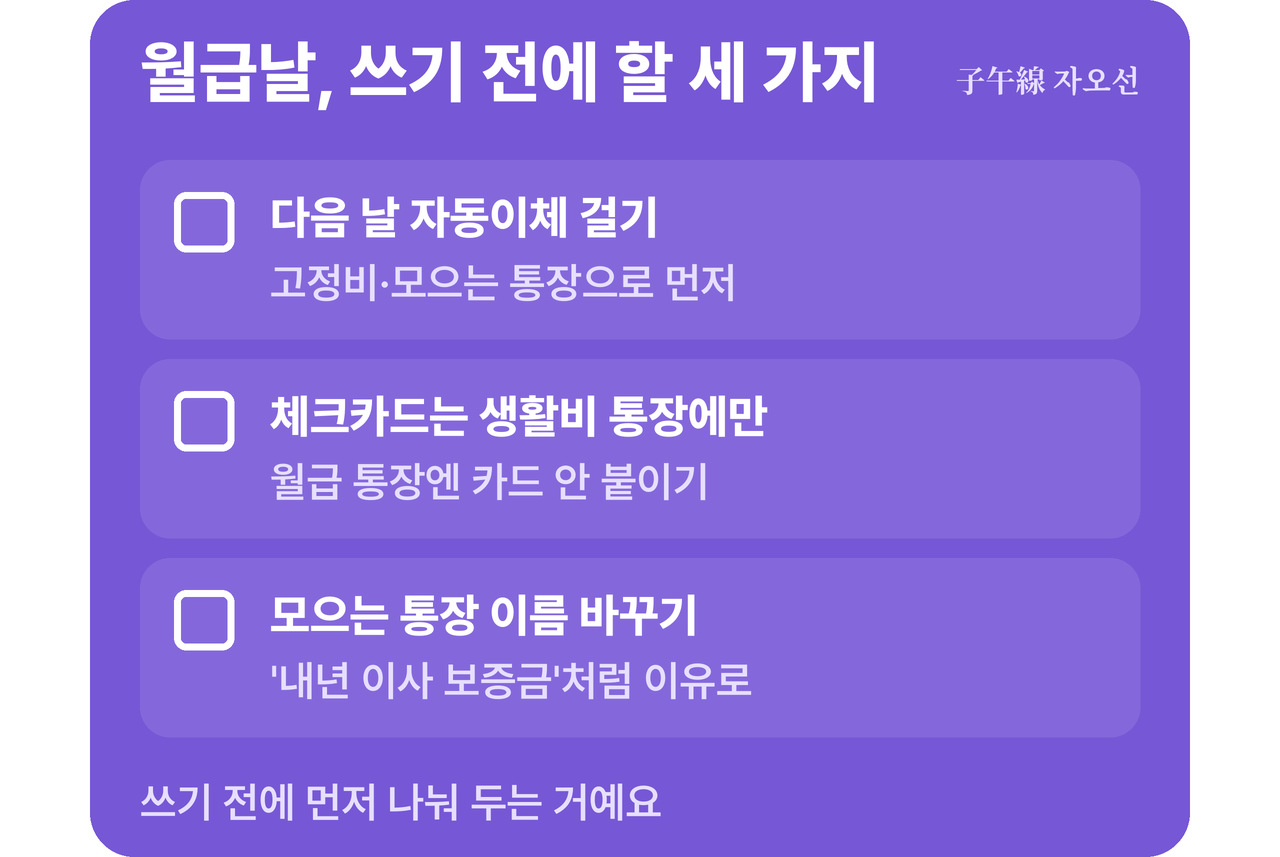 월급날, 쓰기 전에 할 세 가지
子午線 자오선
다음 날 자동이체 걸기
고정비·모으는 통장으로 먼저
체크카드는 생활비 통장에만
월급 통장엔 카드 안 붙이기
모으는 통장 이름 바꾸기
'내년 이사 보증금'처럼 이유로
쓰기 전에 먼저 나눠 두는 거예요